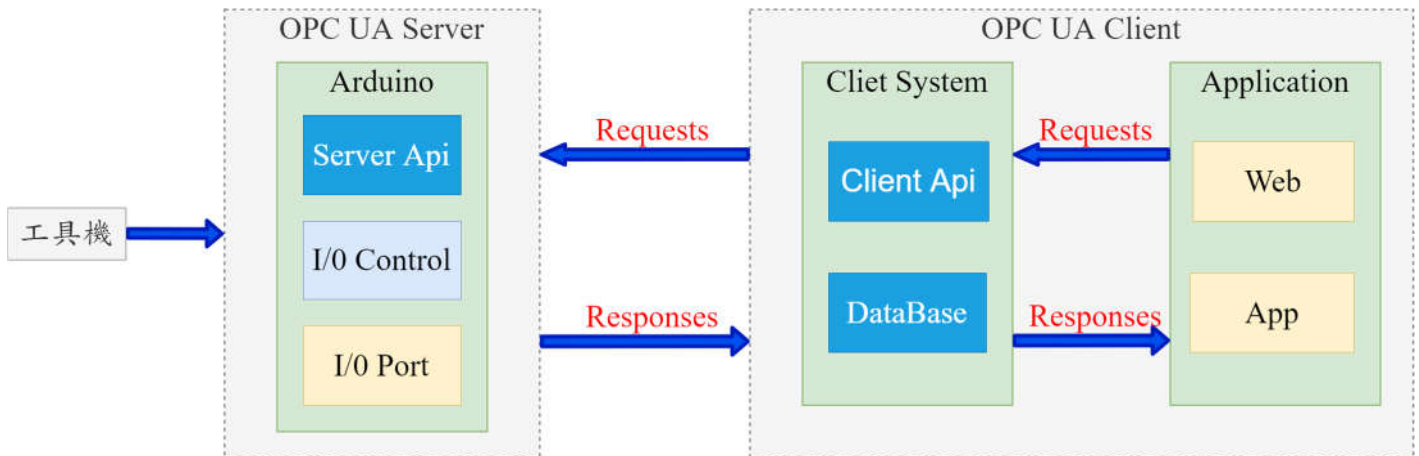 工具機
OPC UA Server
Arduino
Server Api
I/0 Control
I/0 Port
Requests
Responses
OPC UA Client
Cliet System
Client Api
DataBase
Requests
Responses
Application
Web
App